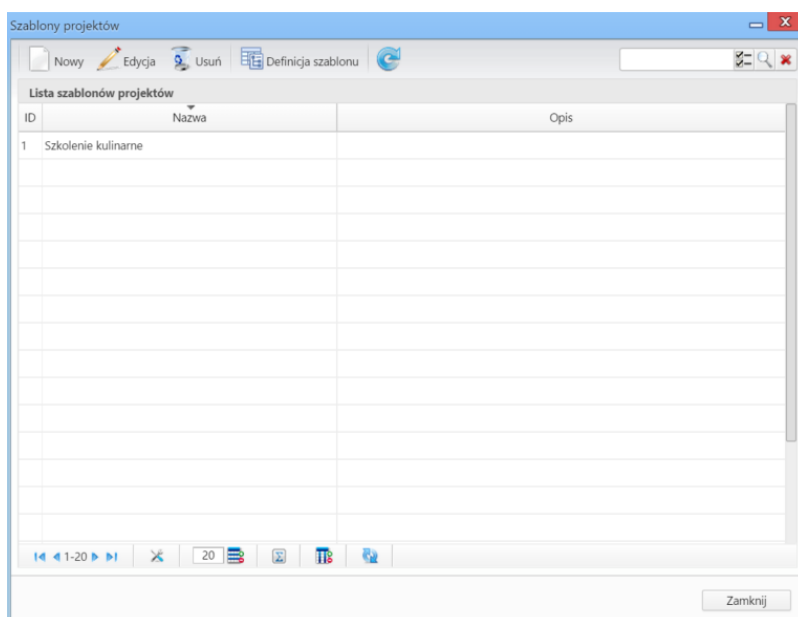 Szablony projektów
Nowy Edycja Usuń Definicja szablonu
Lista szablonów projektów
ID Nazwa Opis
1 Szkolenie kulinarne
1-20 20
Zamknij